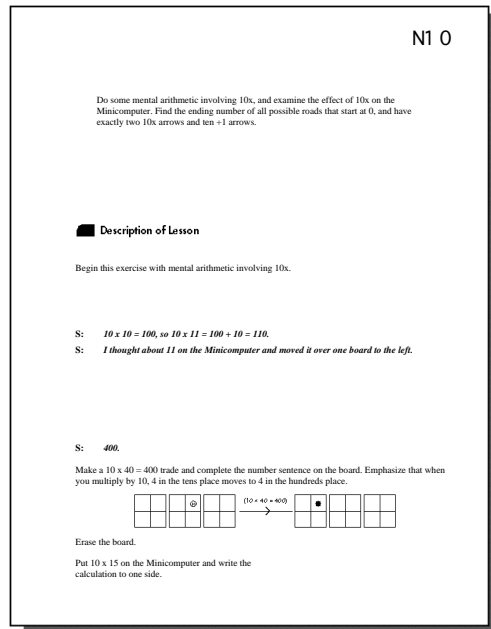 N1 0
Do some mental arithmetic involving 10x, and examine the effect of 10x on the
Minicomputer. Find the ending number of all possible roads that start at 0, and have
exactly two 10x arrows and ten +1 arrows.
Description of Lesson
Begin this exercise with mental arithmetic involving 10x.
S: 10 x 10 = 100, so 10 x 11 = 100 + 10 = 110.
S: I thought about 11 on the Minicomputer and moved it over one board to the left.
S: 400.
Make a 10 x 40 = 400 trade and complete the number sentence on the board. Emphasize that when
you multiply by 10, 4 in the tens place moves to 4 in the hundreds place.
(10 × 40 = 400)
Erase the board.
Put 10 x 15 on the Minicomputer and write the
calculation to one side.